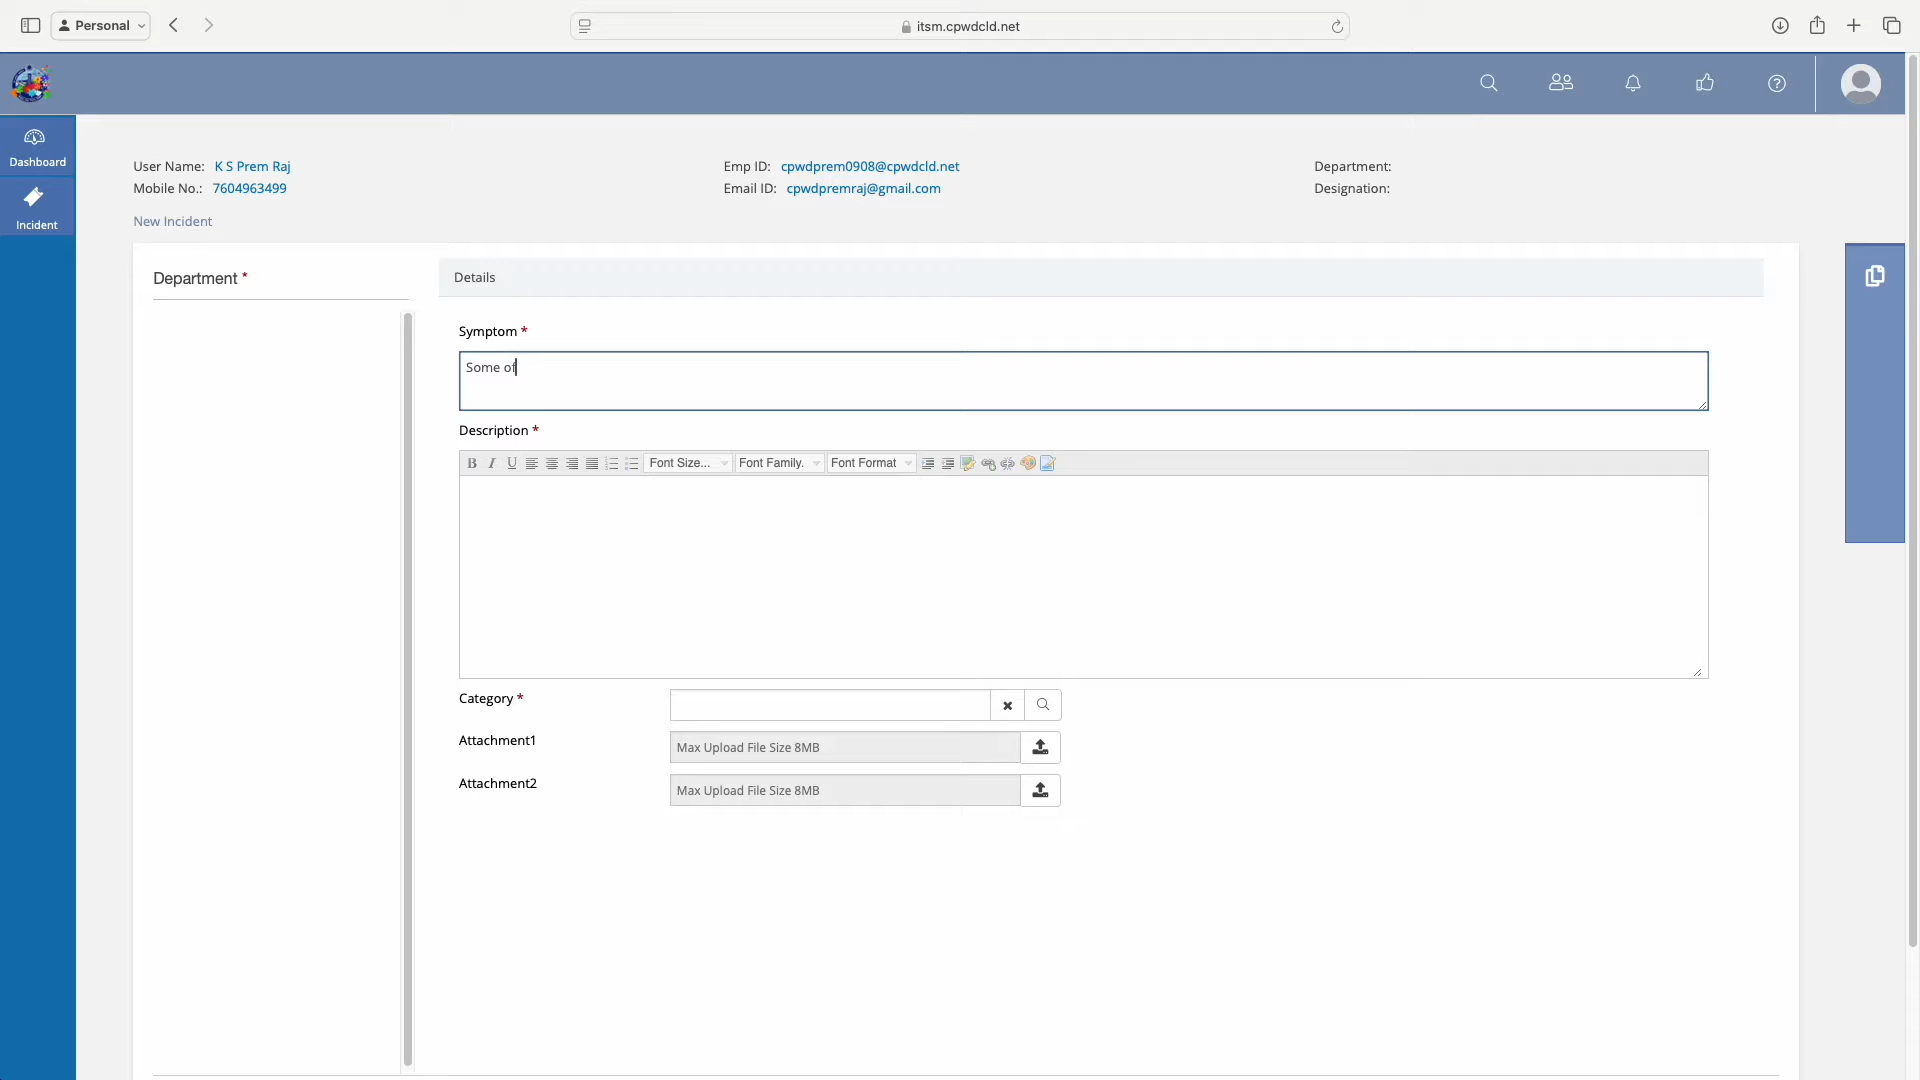 Personal
itsm.cpwdcld.net
Dashboard
Incident
User Name: K S Prem Raj
Mobile No.: 7604963499
Emp ID: cpwdprem0908@cpwdcld.net
Email ID: cpwdpremraj@gmail.com
Department:
Designation:
New Incident
Department *
Details
Symptom *
Some of
Description *
B I U Font Size... Font Family. Font Format
Category *
Attachment1
Max Upload File Size 8MB
Attachment2
Max Upload File Size 8MB